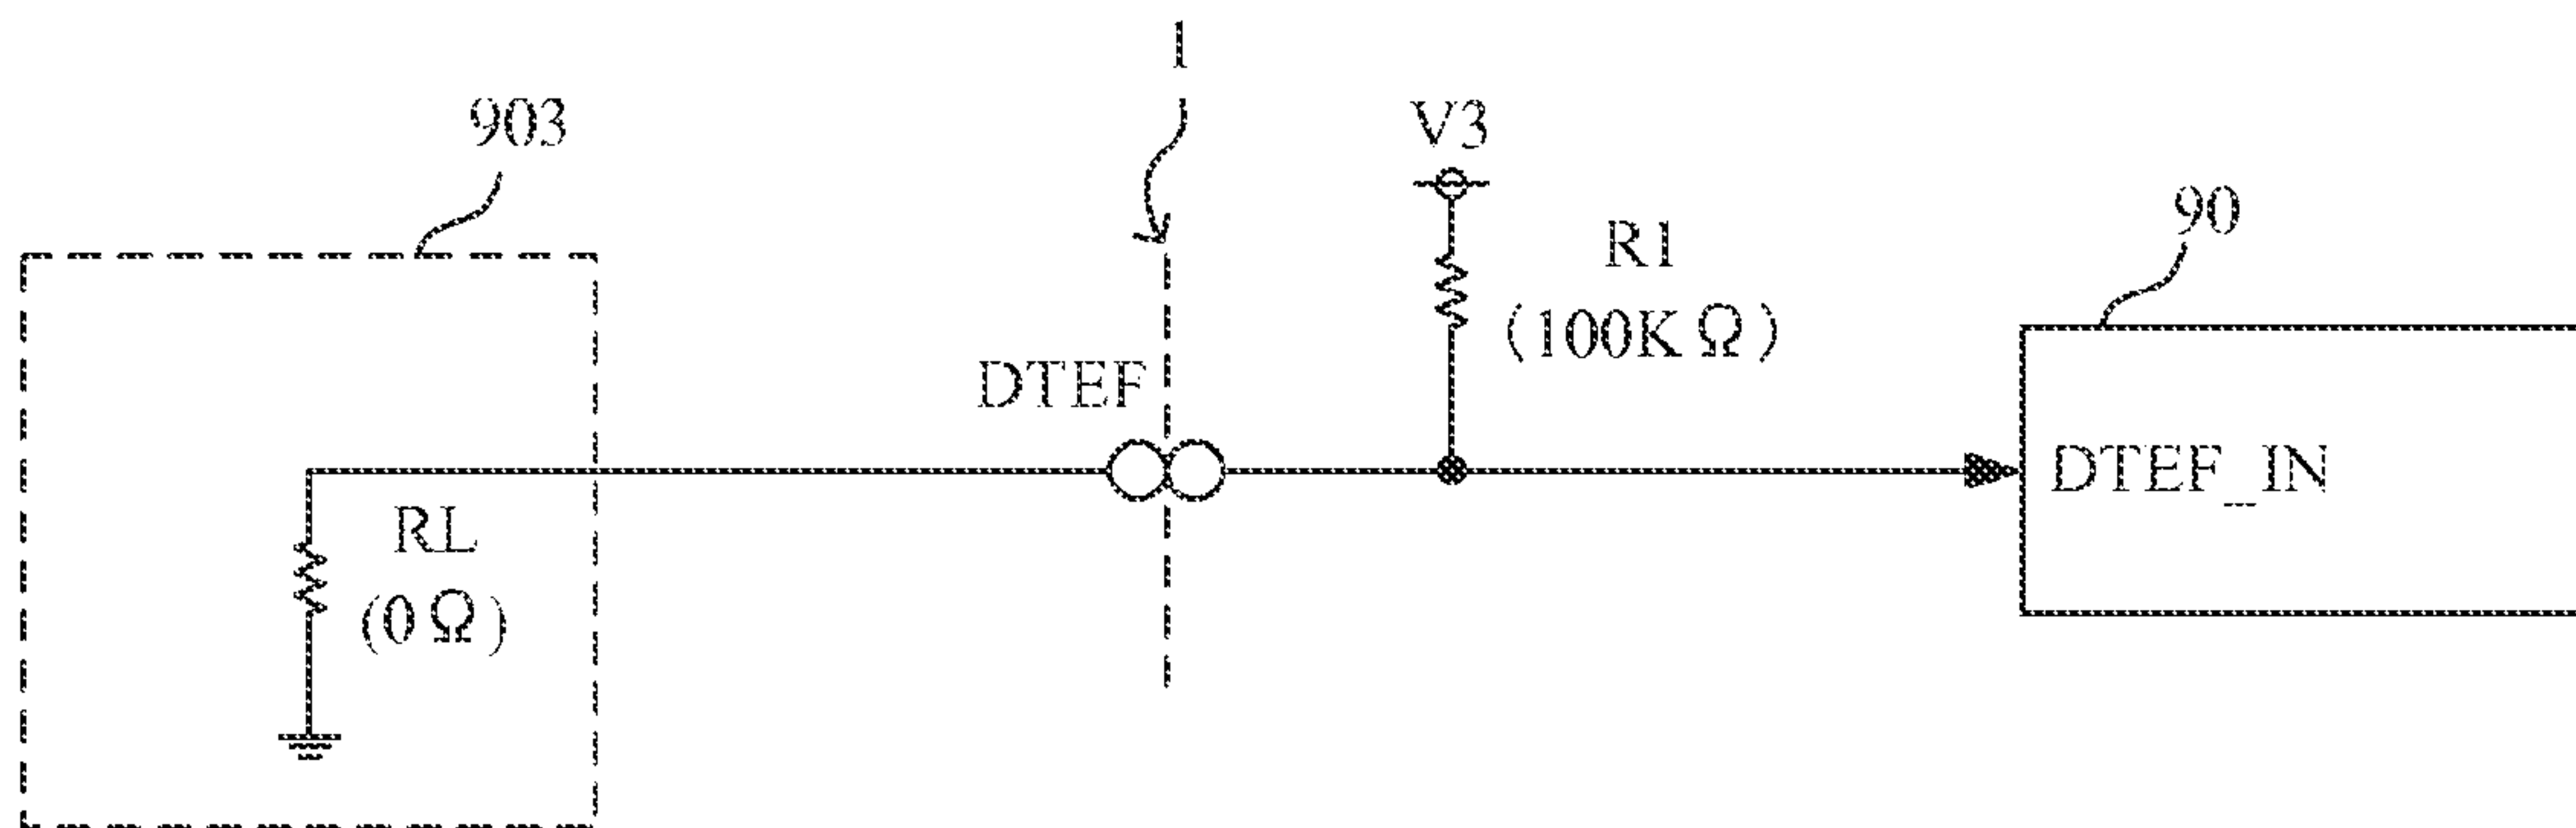 1
903
V3
90
R1
(100KΩ)
DTEF
DTEF_IN
RL
(0Ω)